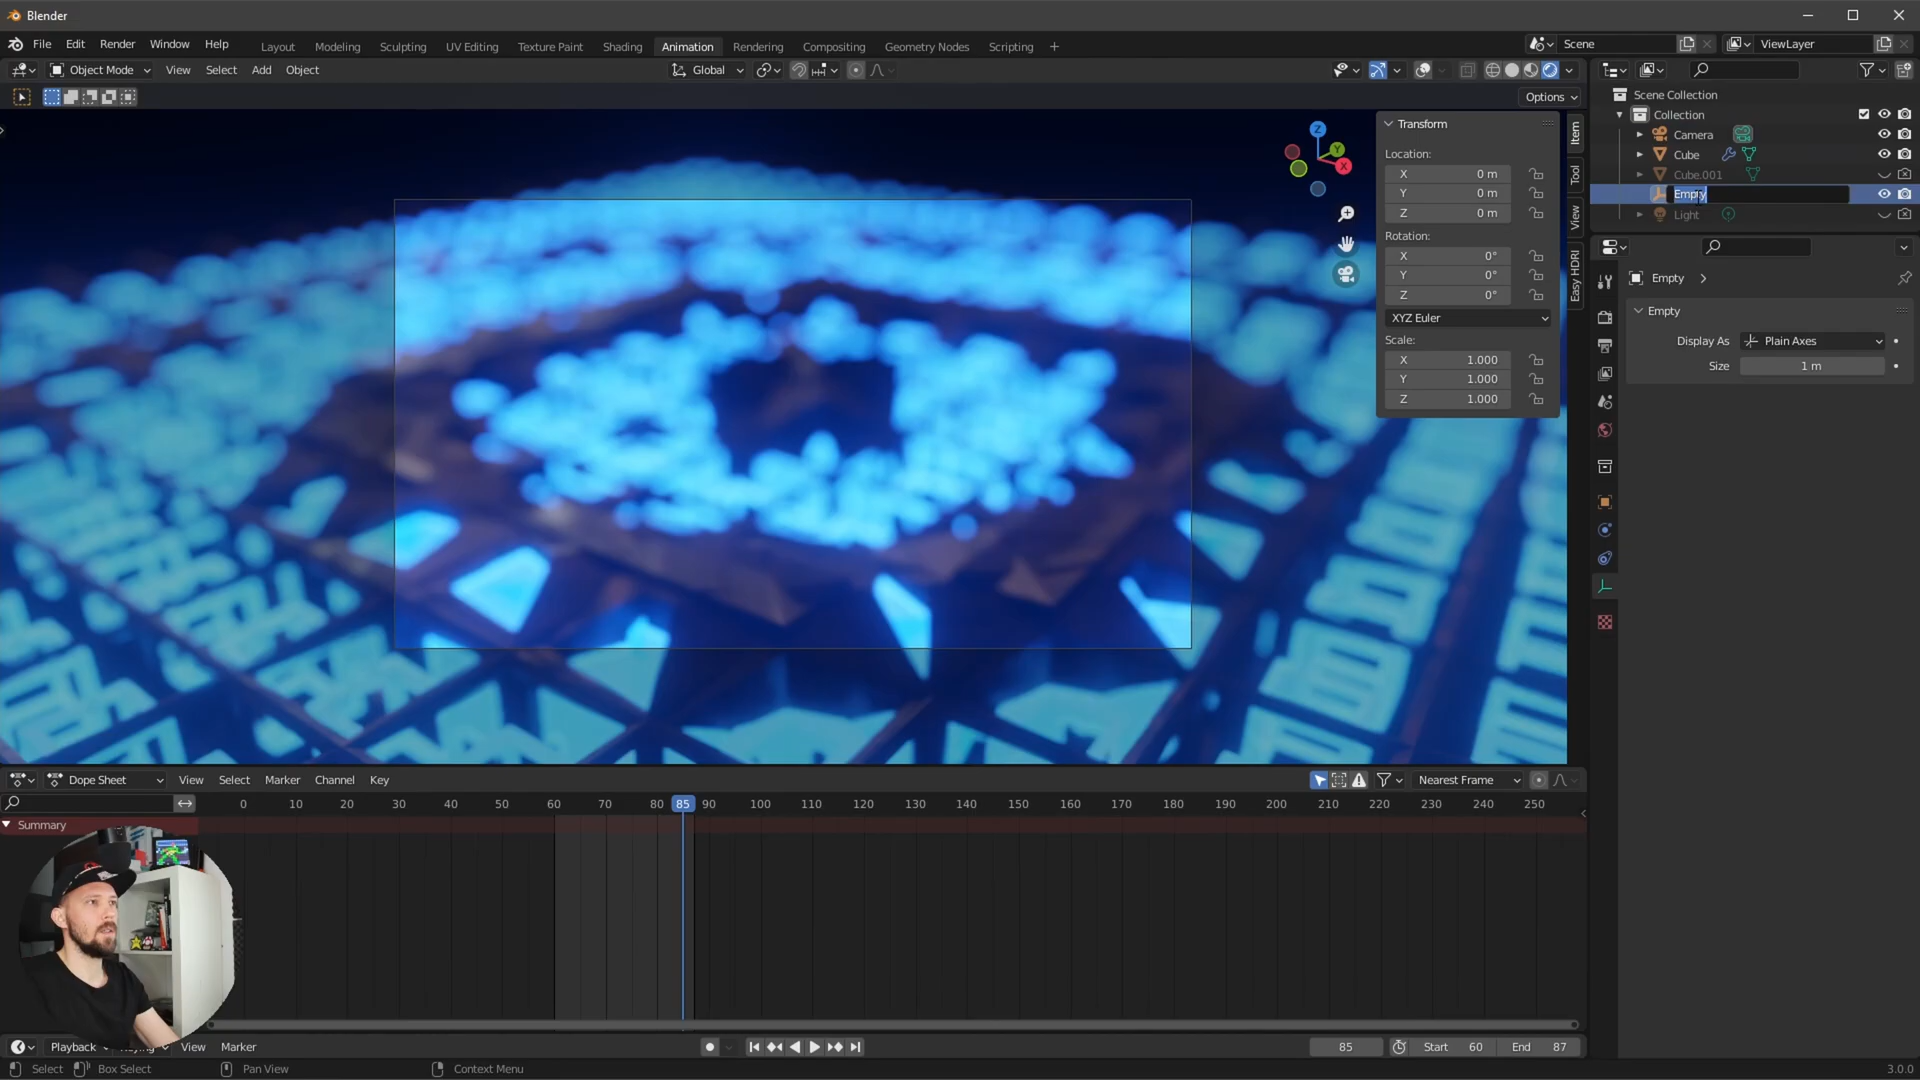 Blender
File Edit Render Window Help
Layout Modeling Sculpting UV Editing Texture Paint Shading Animation Rendering Compositing Geometry Nodes Scripting +
Scene
ViewLayer
Object Mode View Select Add Object
Global
Options
Transform
Location:
X 0 m
Y 0 m
Z 0 m
Rotation:
X 0°
Y 0°
Z 0°
XYZ Euler
Scale:
X 1.000
Y 1.000
Z 1.000
Item
Tool
View
Easy HDRI
Z
Y
X
Scene Collection
Collection
Camera
Cube
Cube.001
Empty
Light
Empty
Empty
Display As Plain Axes
Size 1 m
Dope Sheet View Select Marker Channel Key
Nearest Frame
0 10 20 30 40 50 60 70 80 85 90 100 110 120 130 140 150 160 170 180 190 200 210 220 230 240 250
Summary
Playback Keying View Marker
85 Start 60 End 87
Select Box Select Pan View Context Menu
3.0.0